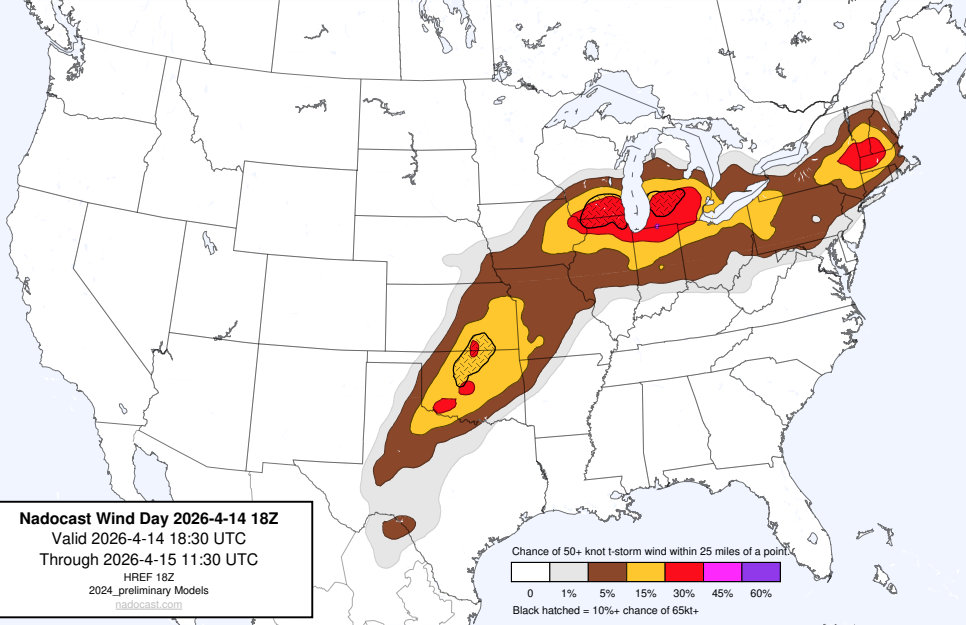 Nadocast Wind Day 2026-4-14 18Z
Valid 2026-4-14 18:30 UTC
Through 2026-4-15 11:30 UTC
HREF 18Z
2024_preliminary Models
nadocast.com
Chance of 50+ knot t-storm wind within 25 miles of a point.
0 1% 5% 15% 30% 45% 60%
Black hatched = 10%+ chance of 65kt+